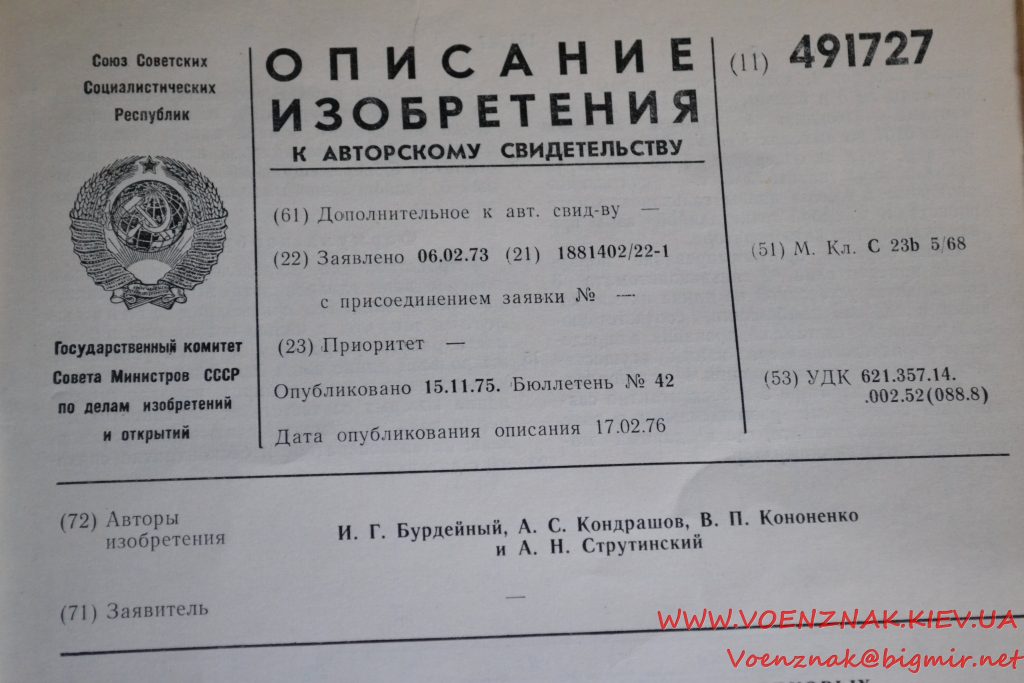 Союз Советских
Социалистических
Республик
Государственный комитет
Совета Министров СССР
по делам изобретений
и открытий
ОПИСАНИЕ
ИЗОБРЕТЕНИЯ
К АВТОРСКОМУ СВИДЕТЕЛЬСТВУ
(61) Дополнительное к авт. свид-ву —
(22) Заявлено 06.02.73 (21) 1881402/22-1
с присоединением заявки № —
(23) Приоритет —
Опубликовано 15.11.75. Бюллетень № 42
Дата опубликования описания 17.02.76
(11) 491727
(51) М. Кл. C 23b 5/68
(53) УДК 621.357.14.
.002.52(088.8)
(72) Авторы
изобретения
И. Г. Бурдейный, А. С. Кондрашов, В. П. Кононенко
и А. Н. Струтинский
(71) Заявитель —
WWW.VOENZNAK.KIEV.UA
Voenznak@bigmir.net